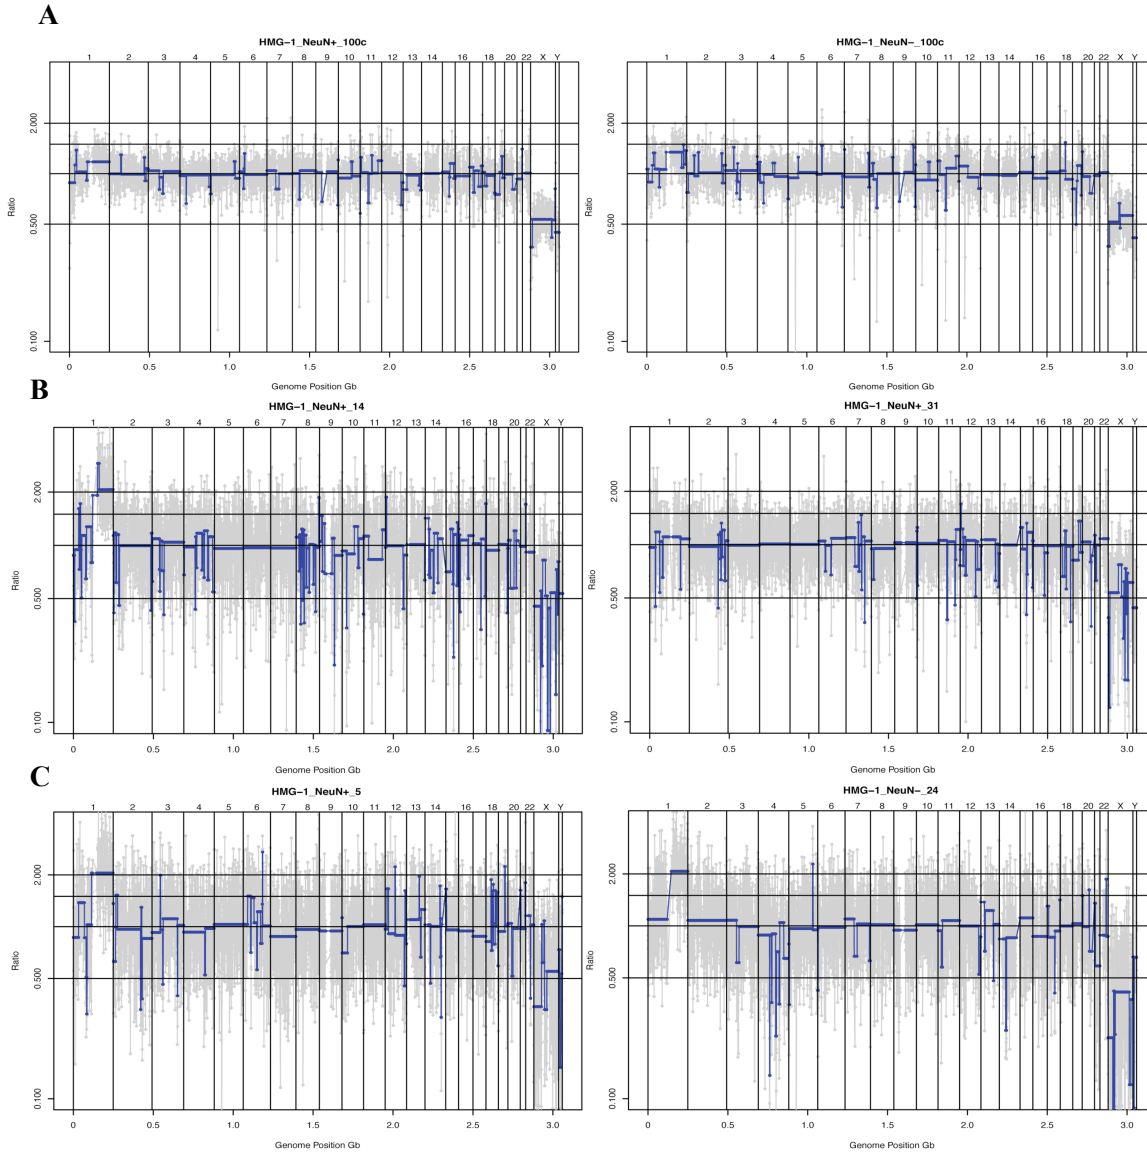 A
HMG−1_NeuN+_100c
1 2 3 4 5 6 7 8 9 10 11 12 13 14 16 18 20 22 X Y
Ratio
2.000
0.500
0.100
0 0.5 1.0 1.5 2.0 2.5 3.0
Genome Position Gb
HMG−1_NeuN−_100c
1 2 3 4 5 6 7 8 9 10 11 12 13 14 16 18 20 22 X Y
Ratio
2.000
0.500
0.100
0 0.5 1.0 1.5 2.0 2.5 3.0
Genome Position Gb
B
HMG−1_NeuN+_14
1 2 3 4 5 6 7 8 9 10 11 12 13 14 16 18 20 22 X Y
Ratio
2.000
0.500
0.100
0 0.5 1.0 1.5 2.0 2.5 3.0
Genome Position Gb
HMG−1_NeuN+_31
1 2 3 4 5 6 7 8 9 10 11 12 13 14 16 18 20 22 X Y
Ratio
2.000
0.500
0.100
0 0.5 1.0 1.5 2.0 2.5 3.0
Genome Position Gb
C
HMG−1_NeuN+_5
1 2 3 4 5 6 7 8 9 10 11 12 13 14 16 18 20 22 X Y
Ratio
2.000
0.500
0.100
0 0.5 1.0 1.5 2.0 2.5 3.0
Genome Position Gb
HMG−1_NeuN−_24
1 2 3 4 5 6 7 8 9 10 11 12 13 14 16 18 20 22 X Y
Ratio
2.000
0.500
0.100
0 0.5 1.0 1.5 2.0 2.5 3.0
Genome Position Gb